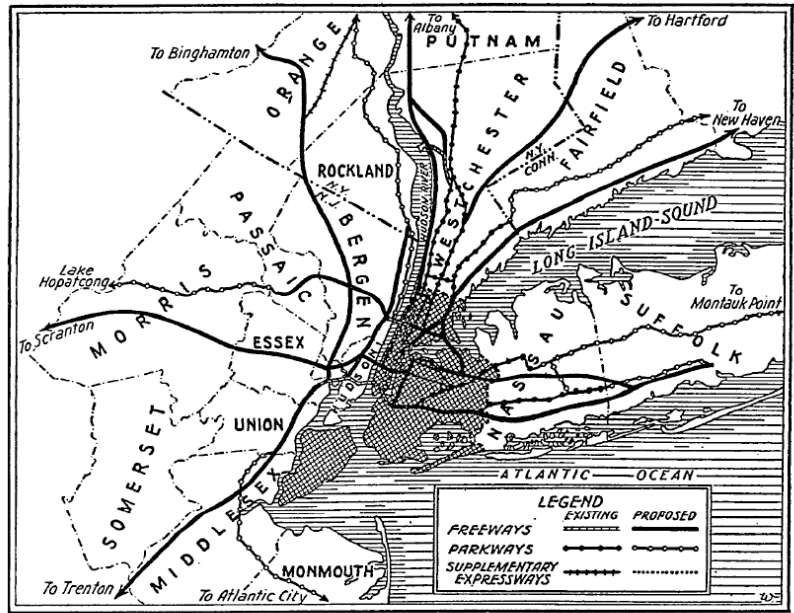 To Albany
To Hartford
To Binghamton
ORANGE
PUTNAM
To New Haven
WESTCHESTER
FAIRFIELD
N.Y.
CONN.
ROCKLAND
HUDSON RIVER
N.Y.
N.J.
PASSAIC
BERGEN
LONG ISLAND SOUND
Lake Hopatcong
MORRIS
To Montauk Point
SUFFOLK
NASSAU
To Scranton
ESSEX
HUDSON
UNION
SOMERSET
MIDDLESEX
ATLANTIC OCEAN
MONMOUTH
To Trenton
To Atlantic City
LEGEND
EXISTING PROPOSED
FREEWAYS
PARKWAYS
SUPPLEMENTARY
EXPRESSWAYS